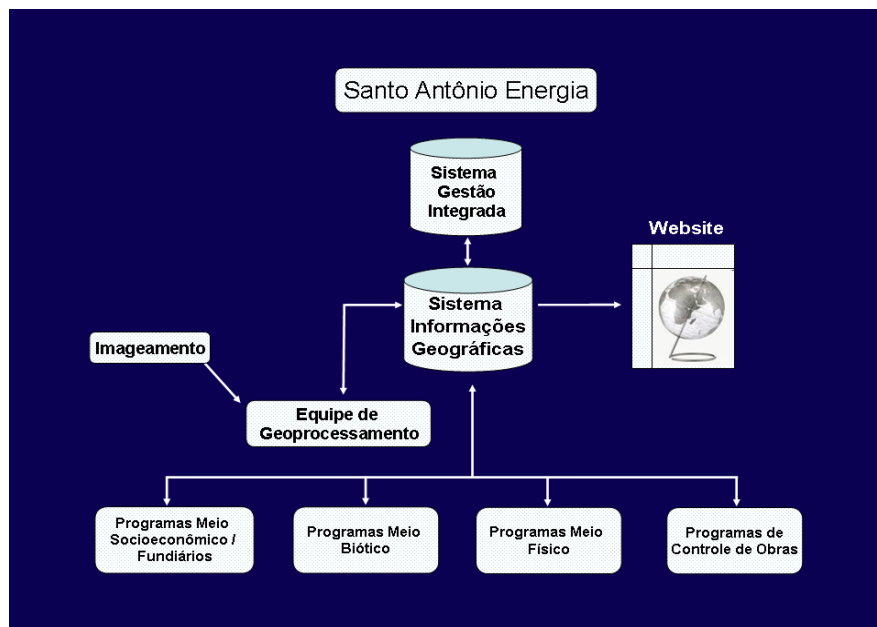 Santo Antônio Energia
Sistema
Gestão
Integrada
Website
Sistema
Informações
Geográficas
Imageamento
Equipe de
Geoprocessamento
Programas Meio
Socioeconômico /
Fundiários
Programas Meio
Biótico
Programas Meio
Físico
Programas de
Controle de Obras